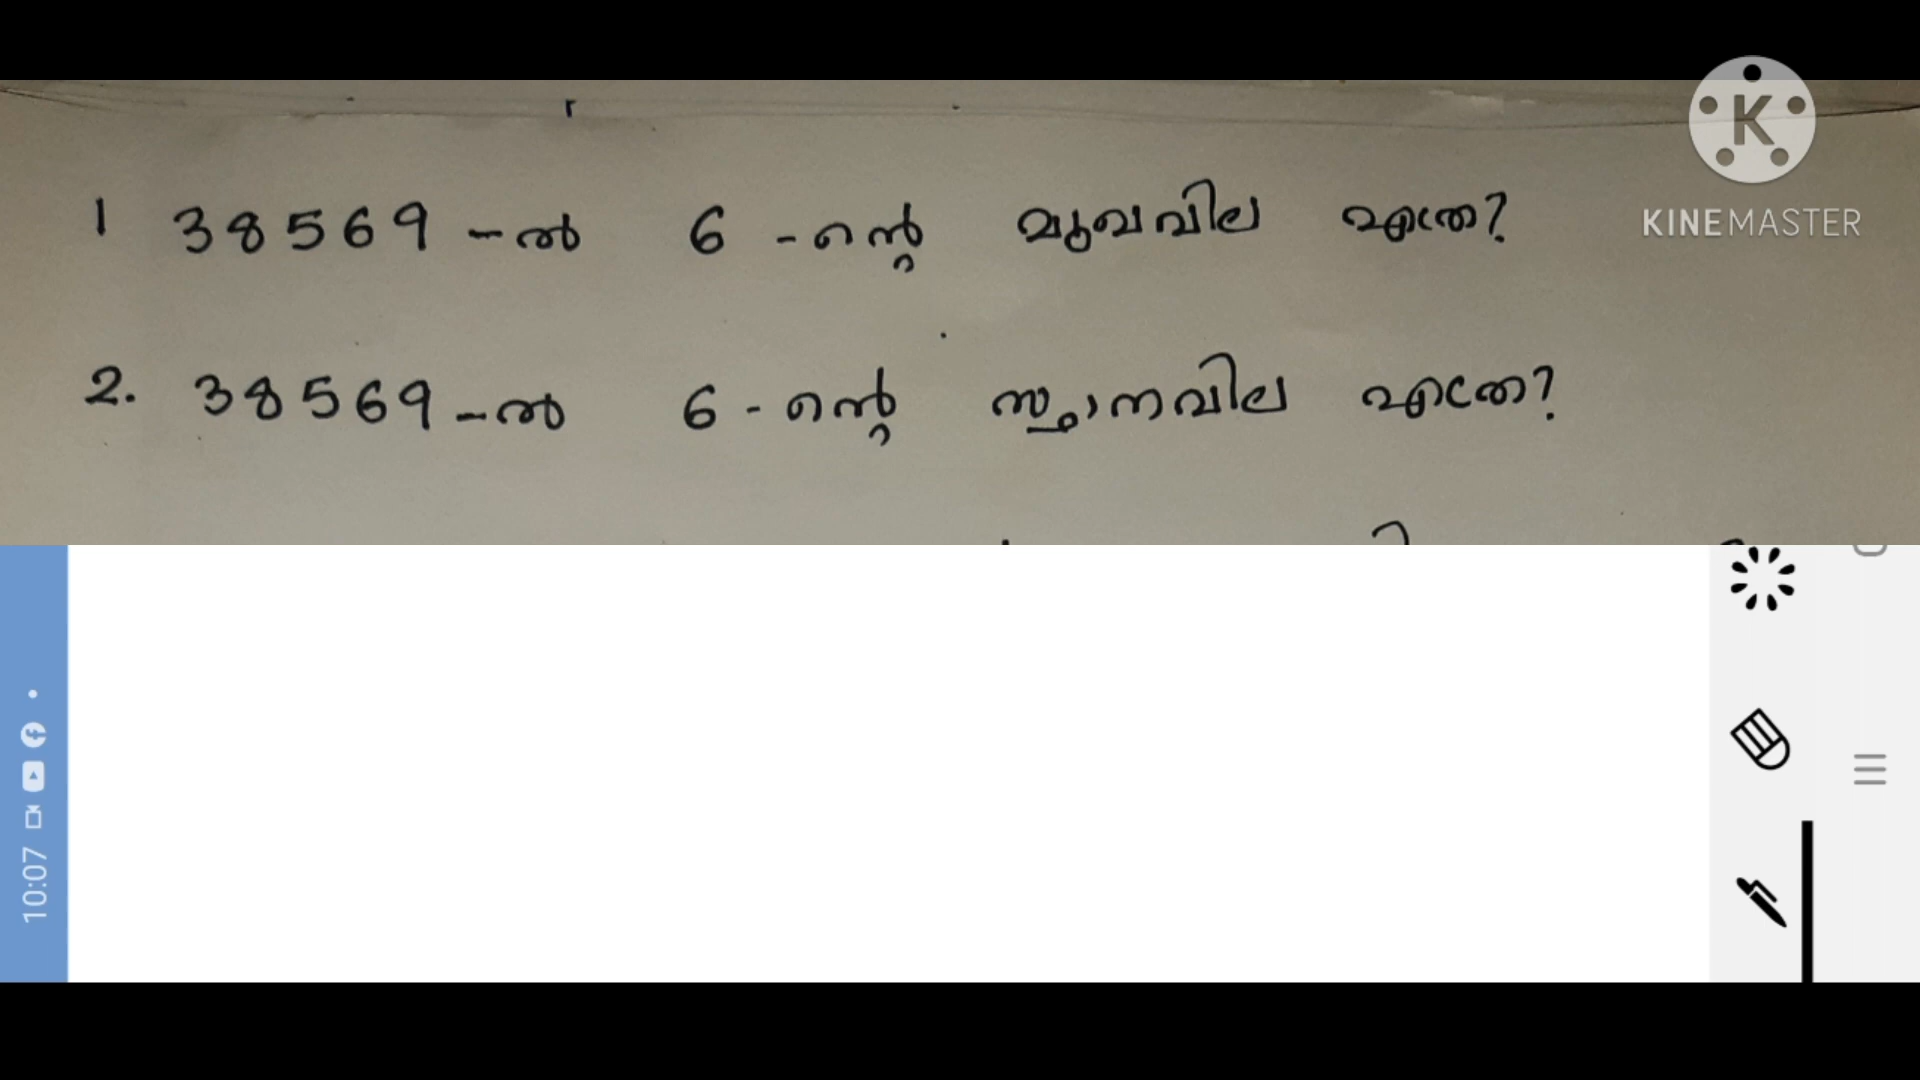 1 38569 -ൽ 6 -ന്റെ മുഖവില എത്ര?
KINEMASTER
2. 38569 -ൽ 6 - ന്റെ സ്ഥാനവില എത്ര?
10:07